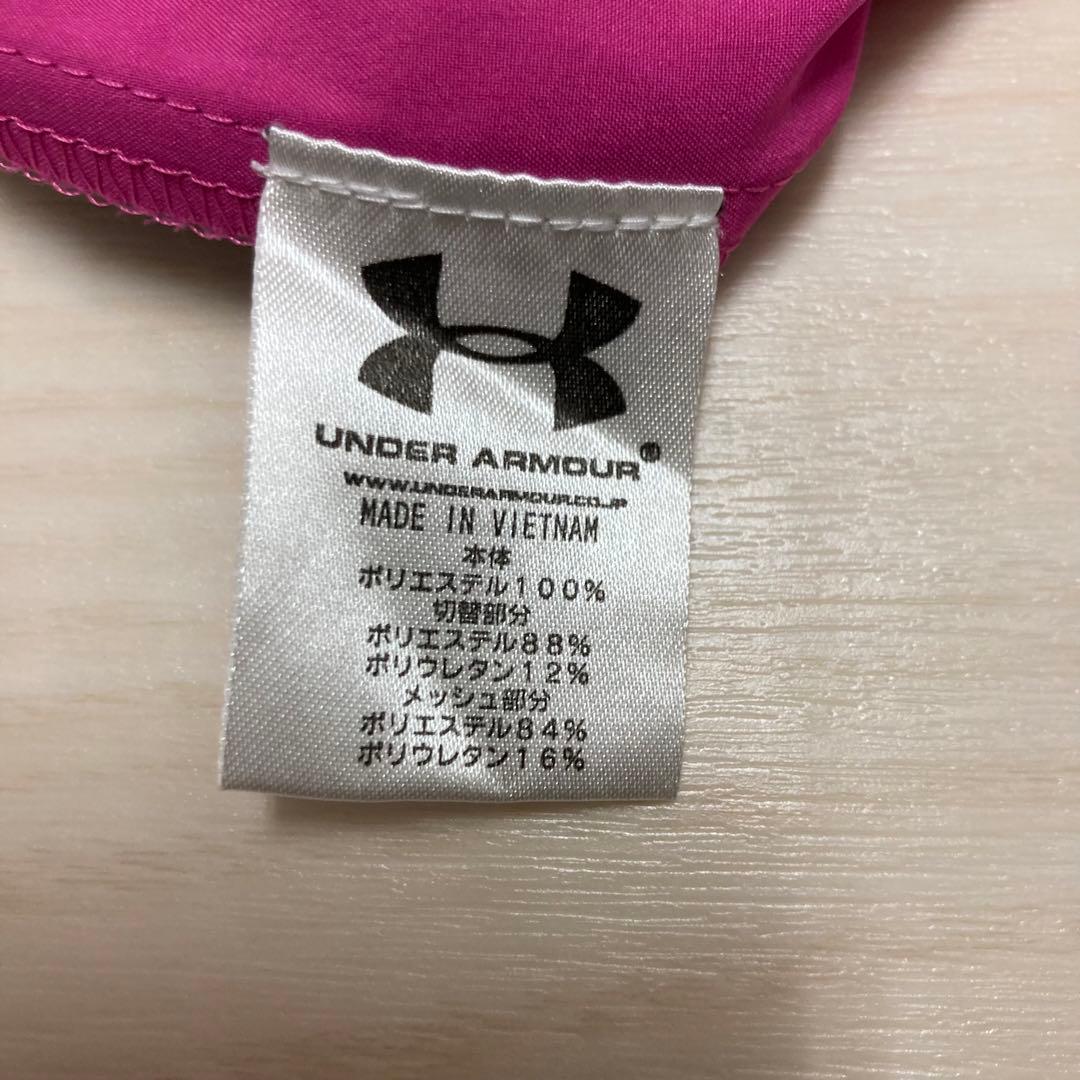 UNDER ARMOUR®
WWW.UNDERARMOUR.CO.JP
MADE IN VIETNAM
本体
ポリエステル100%
切替部分
ポリエステル88%
ポリウレタン12%
メッシュ部分
ポリエステル84%
ポリウレタン16%